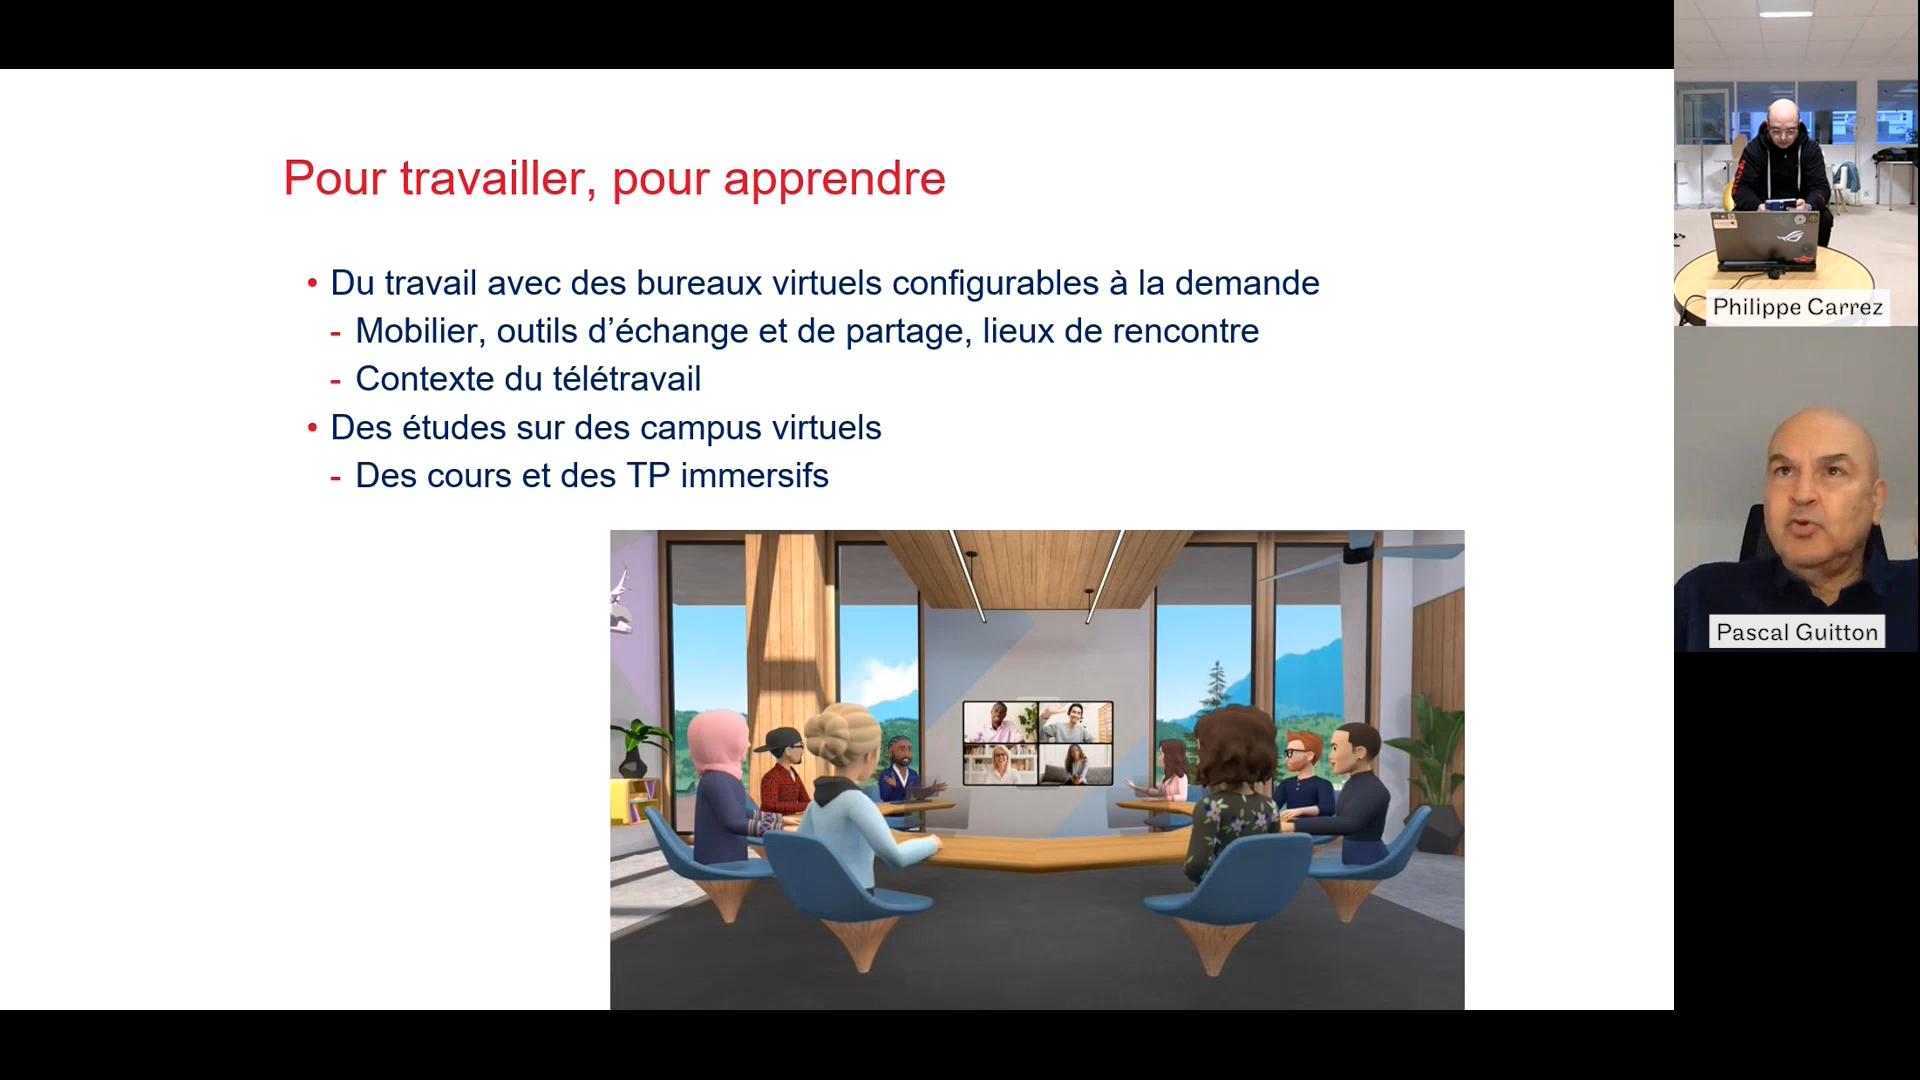 Pour travailler, pour apprendre
• Du travail avec des bureaux virtuels configurables à la demande
- Mobilier, outils d’échange et de partage, lieux de rencontre
- Contexte du télétravail
• Des études sur des campus virtuels
- Des cours et des TP immersifs
Philippe Carrez
Pascal Guitton